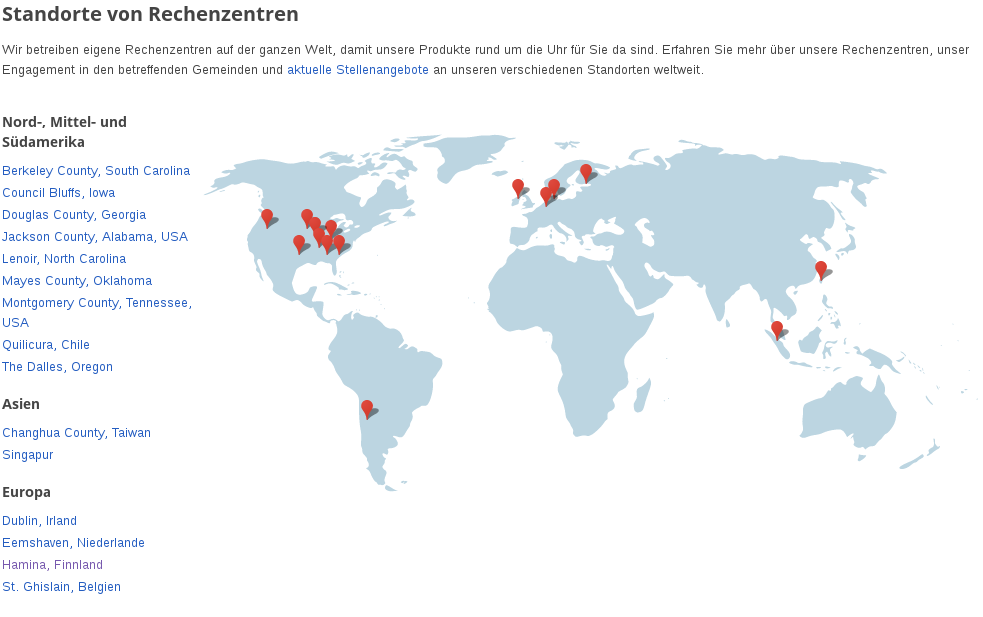 Standorte von Rechenzentren
Wir betreiben eigene Rechenzentren auf der ganzen Welt, damit unsere Produkte rund um die Uhr für Sie da sind. Erfahren Sie mehr über unsere Rechenzentren, unser
Engagement in den betreffenden Gemeinden und aktuelle Stellenangebote an unseren verschiedenen Standorten weltweit.
Nord-, Mittel- und
Südamerika
Berkeley County, South Carolina
Council Bluffs, Iowa
Douglas County, Georgia
Jackson County, Alabama, USA
Lenoir, North Carolina
Mayes County, Oklahoma
Montgomery County, Tennessee,
USA
Quilicura, Chile
The Dalles, Oregon
Asien
Changhua County, Taiwan
Singapur
Europa
Dublin, Irland
Eemshaven, Niederlande
Hamina, Finnland
St. Ghislain, Belgien